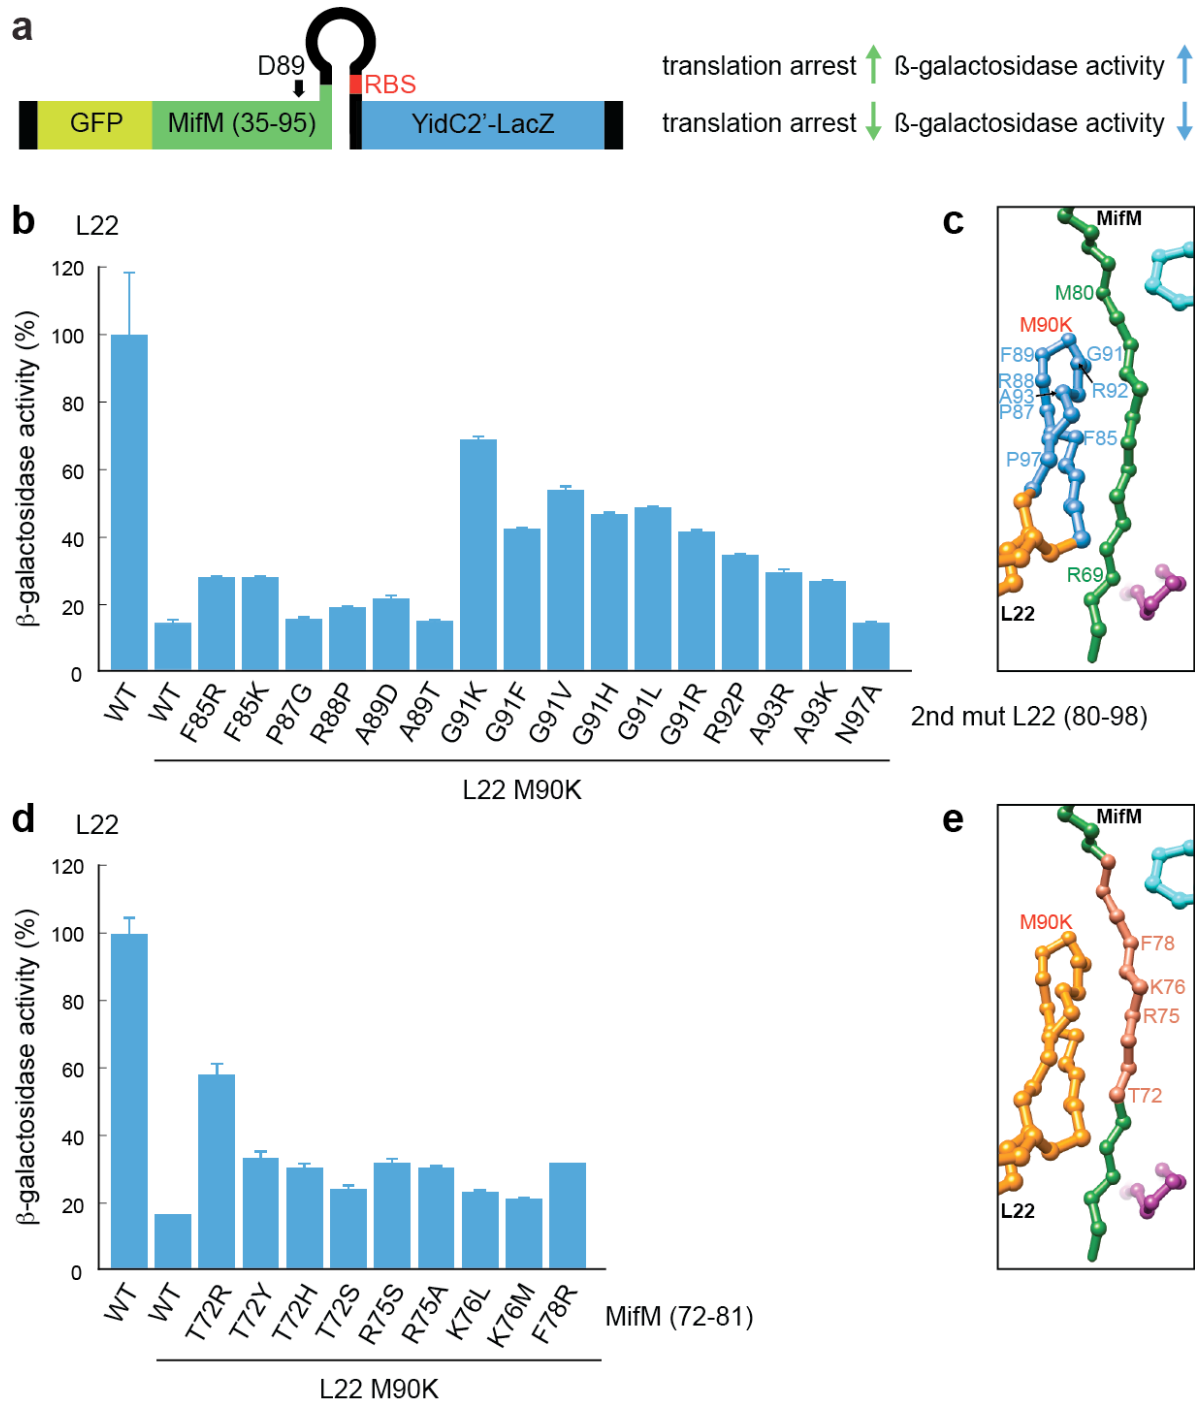 a
D89
RBS
GFP
MifM (35-95)
YidC2'-LacZ
translation arrest
ß-galactosidase activity
translation arrest
ß-galactosidase activity
b
L22
β-galactosidase activity (%)
120
100
80
60
40
20
0
WT
WT
F85R
F85K
P87G
R88P
A89D
A89T
G91K
G91F
G91V
G91H
G91L
G91R
R92P
A93R
A93K
N97A
2nd mut L22 (80-98)
L22 M90K
c
MifM
M80
M90K
F89
G91
R88
R92
A93
P87
F85
P97
R69
L22
d
L22
β-galactosidase activity (%)
120
100
80
60
40
20
0
WT
WT
T72R
T72Y
T72H
T72S
R75S
R75A
K76L
K76M
F78R
MifM (72-81)
L22 M90K
e
MifM
M90K
F78
K76
R75
T72
L22